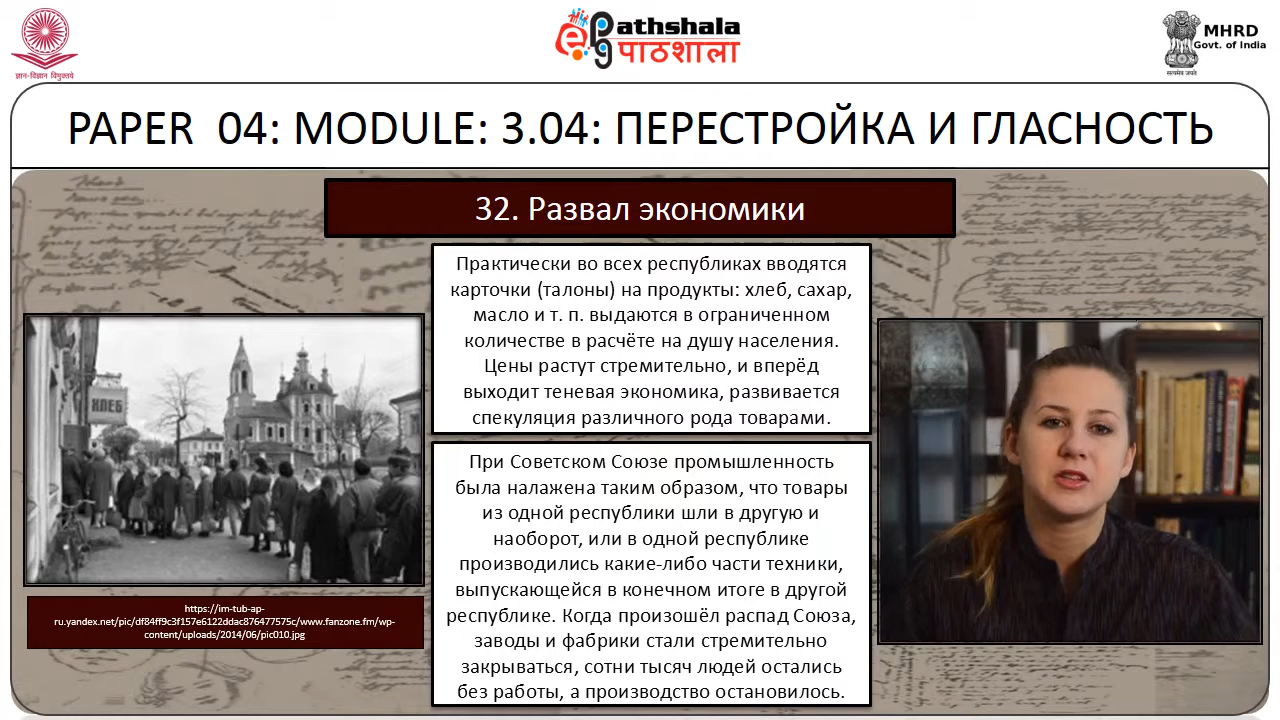 ज्ञान-विज्ञान विमुक्तये
ePathshala
पाठशाला
MHRD
Govt. of India
सत्यमेव जयते
PAPER 04: MODULE: 3.04: ПЕРЕСТРОЙКА И ГЛАСНОСТЬ
32. Развал экономики
Практически во всех республиках вводятся
карточки (талоны) на продукты: хлеб, сахар,
масло и т. п. выдаются в ограниченном
количестве в расчёте на душу населения.
Цены растут стремительно, и вперёд
выходит теневая экономика, развивается
спекуляция различного рода товарами.
ХЛЕБ
https://im-tub-ap-
ru.yandex.net/pic/df84ff9c3f157e6122ddac876477575c/www.fanzone.fm/wp-
content/uploads/2014/06/pic010.jpg
При Советском Союзе промышленность
была налажена таким образом, что товары
из одной республики шли в другую и
наоборот, или в одной республике
производились какие-либо части техники,
выпускающейся в конечном итоге в другой
республике. Когда произошёл распад Союза,
заводы и фабрики стали стремительно
закрываться, сотни тысяч людей остались
без работы, а производство остановилось.